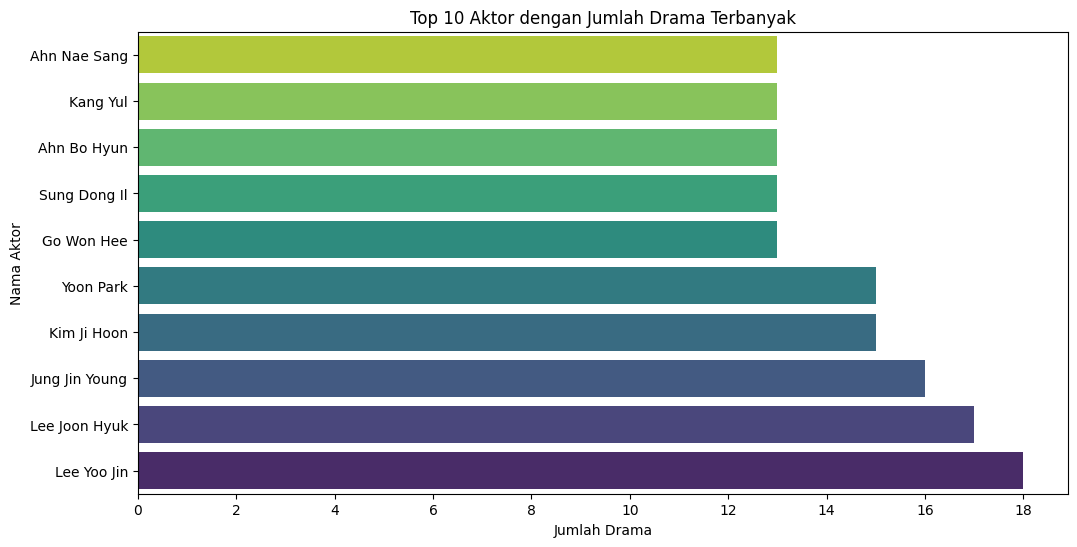 Top 10 Aktor dengan Jumlah Drama Terbanyak
Nama Aktor
Ahn Nae Sang
Kang Yul
Ahn Bo Hyun
Sung Dong Il
Go Won Hee
Yoon Park
Kim Ji Hoon
Jung Jin Young
Lee Joon Hyuk
Lee Yoo Jin
0 2 4 6 8 10 12 14 16 18
Jumlah Drama